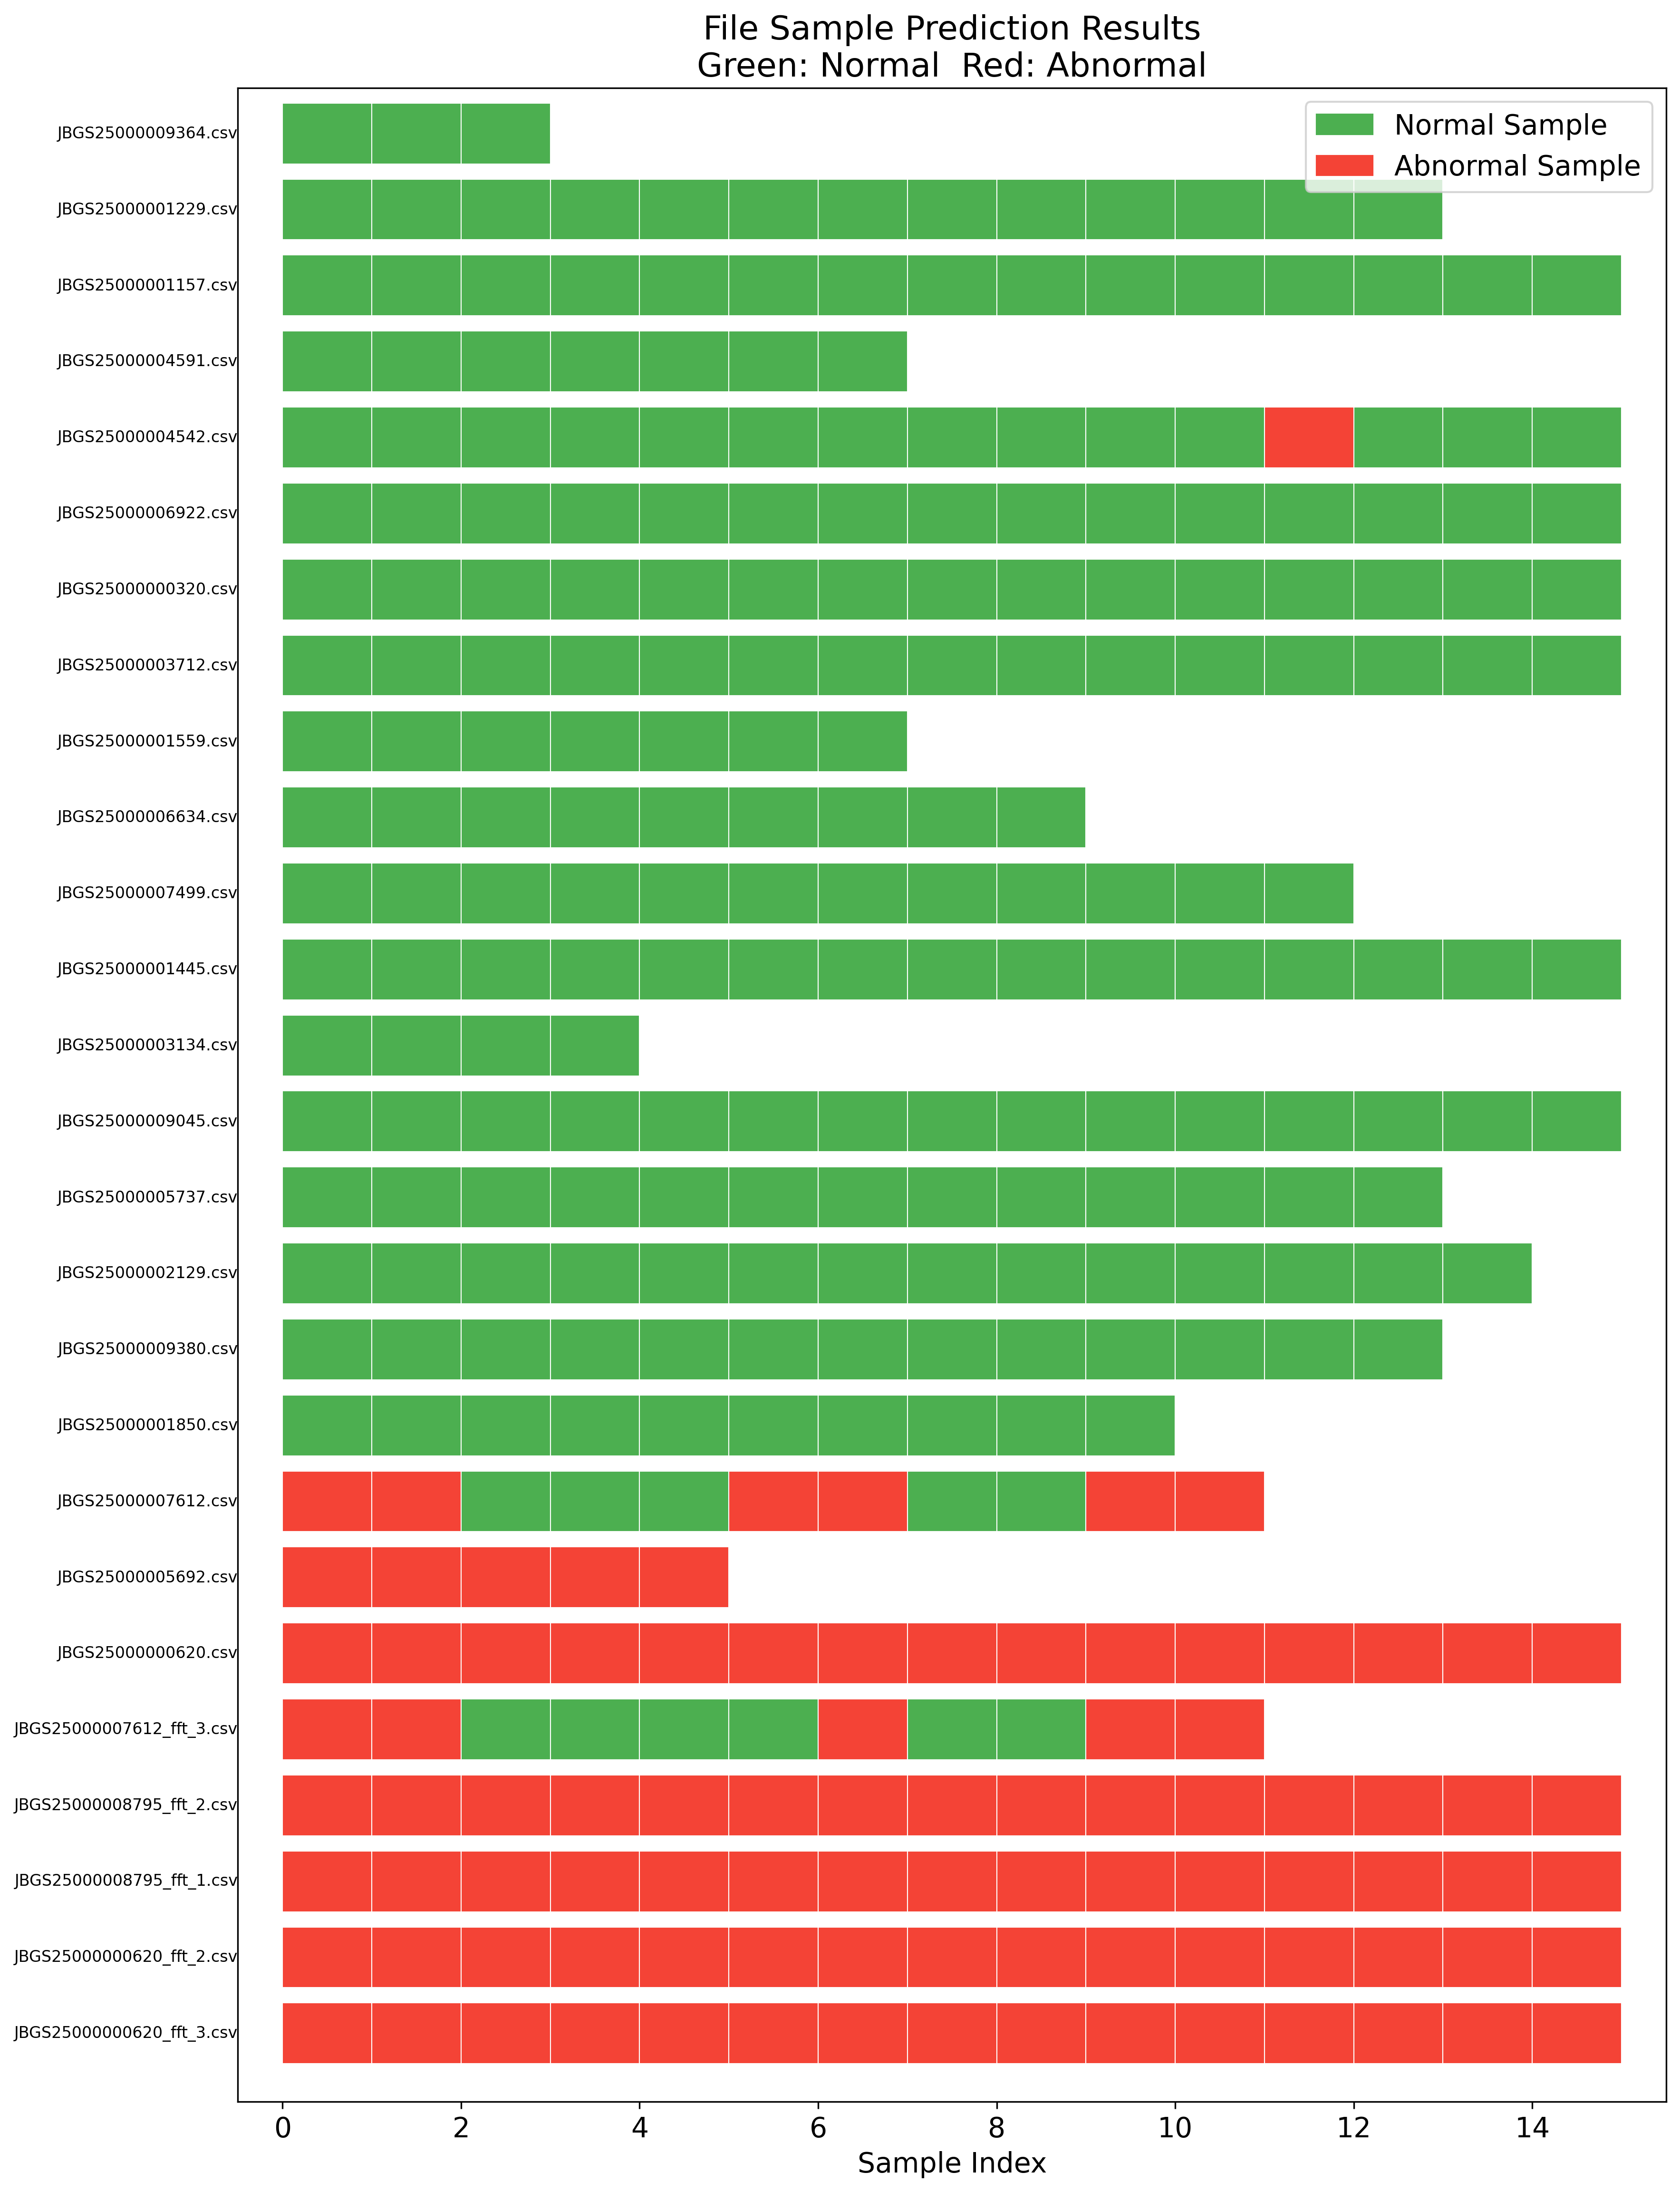 File Sample Prediction Results
Green: Normal  Red: Abnormal
Normal Sample
Abnormal Sample
JBGS25000009364.csv
JBGS25000001229.csv
JBGS25000001157.csv
JBGS25000004591.csv
JBGS25000004542.csv
JBGS25000006922.csv
JBGS25000000320.csv
JBGS25000003712.csv
JBGS25000001559.csv
JBGS25000006634.csv
JBGS25000007499.csv
JBGS25000001445.csv
JBGS25000003134.csv
JBGS25000009045.csv
JBGS25000005737.csv
JBGS25000002129.csv
JBGS25000009380.csv
JBGS25000001850.csv
JBGS25000007612.csv
JBGS25000005692.csv
JBGS25000000620.csv
JBGS25000007612_fft_3.csv
JBGS25000008795_fft_2.csv
JBGS25000008795_fft_1.csv
JBGS25000000620_fft_2.csv
JBGS25000000620_fft_3.csv
0 2 4 6 8 10 12 14
Sample Index